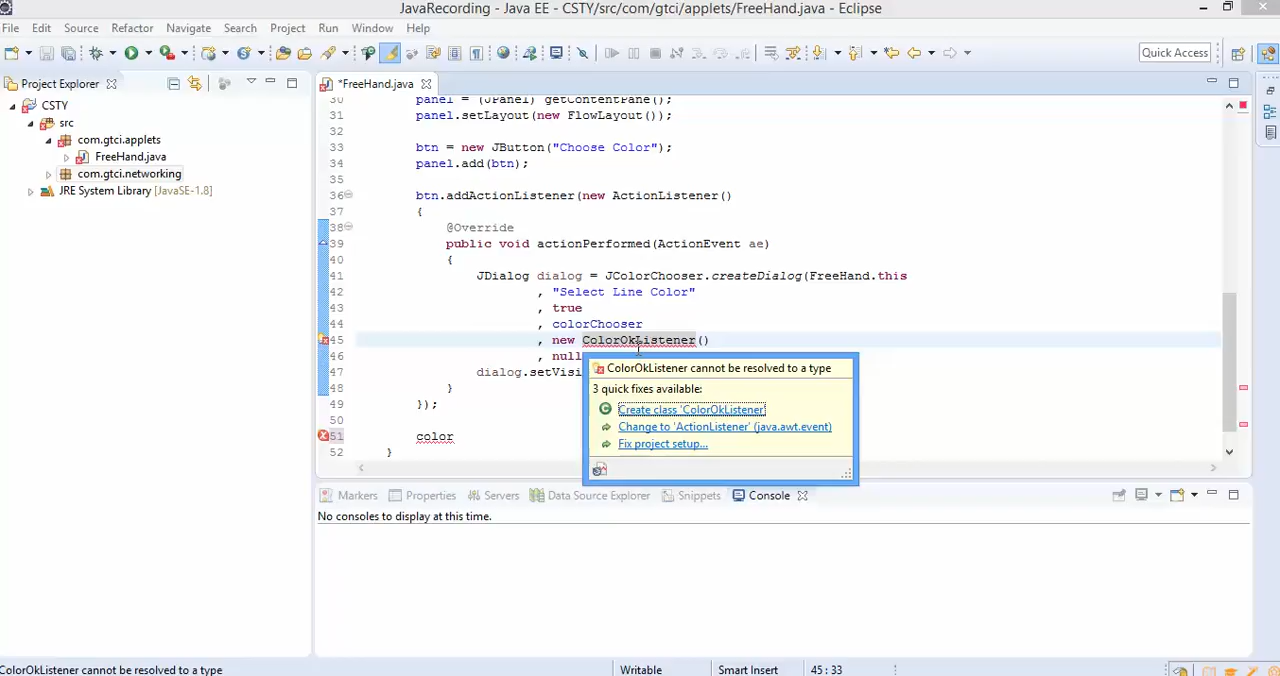 JavaRecording - Java EE - CSTY/src/com/gtci/applets/FreeHand.java - Eclipse
File Edit Source Refactor Navigate Search Project Run Window Help
Quick Access
Project Explorer
*FreeHand.java
CSTY
src
com.gtci.applets
FreeHand.java
com.gtci.networking
JRE System Library [JavaSE-1.8]
30 panel = (JPanel) getContentPane();
31 panel.setLayout(new FlowLayout());
32
33 btn = new JButton("Choose Color");
34 panel.add(btn);
35
36 btn.addActionListener(new ActionListener()
37 {
38 @Override
39 public void actionPerformed(ActionEvent ae)
40 {
41 JDialog dialog = JColorChooser.createDialog(FreeHand.this
42 , "Select Line Color"
43 , true
44 , colorChooser
45 , new ColorOkListener()
46 , null
47 dialog.setVisi
48 }
49 });
50
51 color
52 }
ColorOkListener cannot be resolved to a type
3 quick fixes available:
Create class 'ColorOkListener'
Change to 'ActionListener' (java.awt.event)
Fix project setup...
Markers Properties Servers Data Source Explorer Snippets Console
No consoles to display at this time.
ColorOkListener cannot be resolved to a type Writable Smart Insert 45 : 33